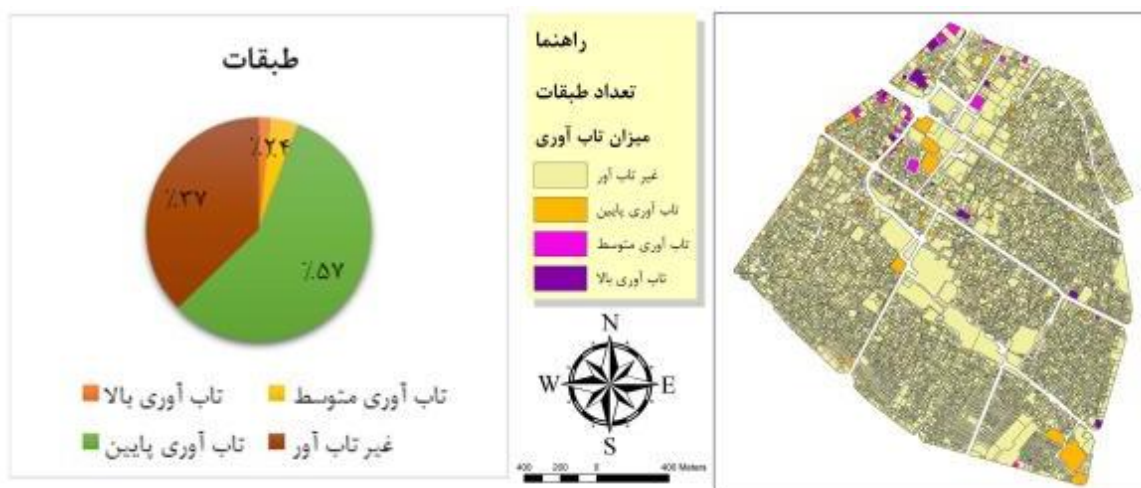 طبقات
٪۲٪۴
٪۳۷
٪۵۷
تاب آوری بالا
تاب آوری متوسط
تاب آوری پایین
غیر تاب آور
راهنما
تعداد طبقات
میزان تاب آوری
غیر تاب آور
تاب آوری پایین
تاب آوری متوسط
تاب آوری بالا
N
W E
S
400 200 0 400 Meters